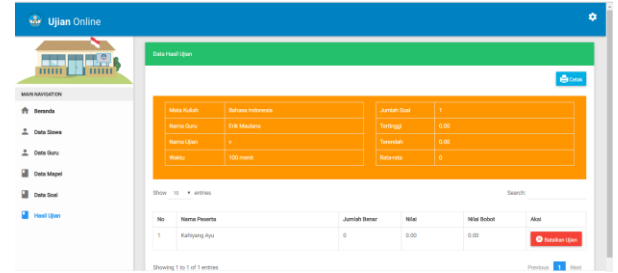 Ujian Online
Data Hasil Ujian
Cetak
MAIN NAVIGATION
Beranda
Data Siswa
Data Guru
Data Mapel
Data Soal
Hasil Ujian
Mata Kuliah Bahasa Indonesia Jumlah Soal 1
Nama Guru Erik Maulana Tertinggi 0.00
Nama Ujian Terendah 0.00
Waktu 100 menit Rata-rata 0
Show 10 entries Search:
No Nama Peserta Jumlah Benar Nilai Nilai Bobot Aksi
1 Kahiyang Ayu 0 0.00 0.00 Batalkan Ujian
Showing 1 to 1 of 1 entries Previous 1 Next